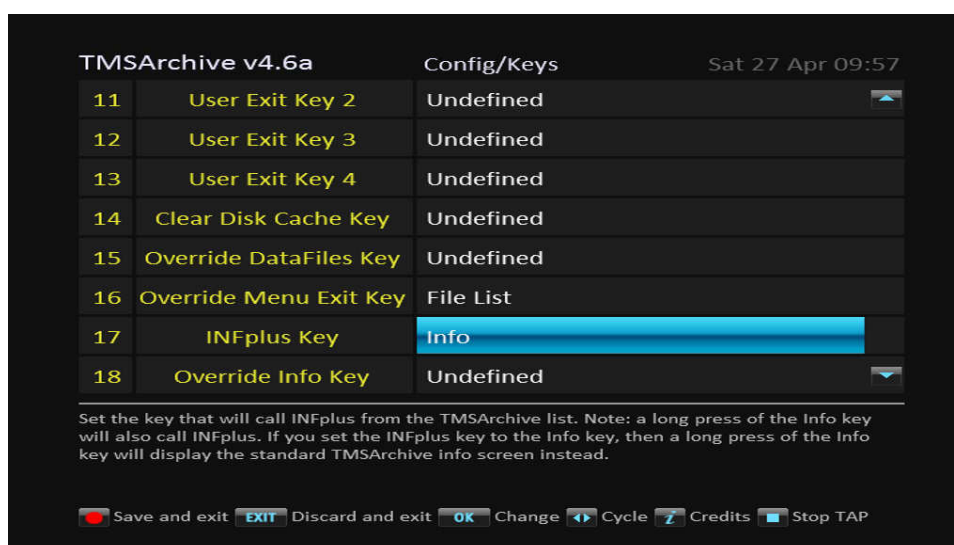 TMSArchive v4.6a Config/Keys Sat 27 Apr 09:57
11 User Exit Key 2 Undefined
12 User Exit Key 3 Undefined
13 User Exit Key 4 Undefined
14 Clear Disk Cache Key Undefined
15 Override DataFiles Key Undefined
16 Override Menu Exit Key File List
17 INFplus Key Info
18 Override Info Key Undefined
Set the key that will call INFplus from the TMSArchive list. Note: a long press of the Info key
will also call INFplus. If you set the INFplus key to the Info key, then a long press of the Info
key will display the standard TMSArchive info screen instead.
Save and exit EXIT Discard and exit OK Change Cycle i Credits Stop TAP